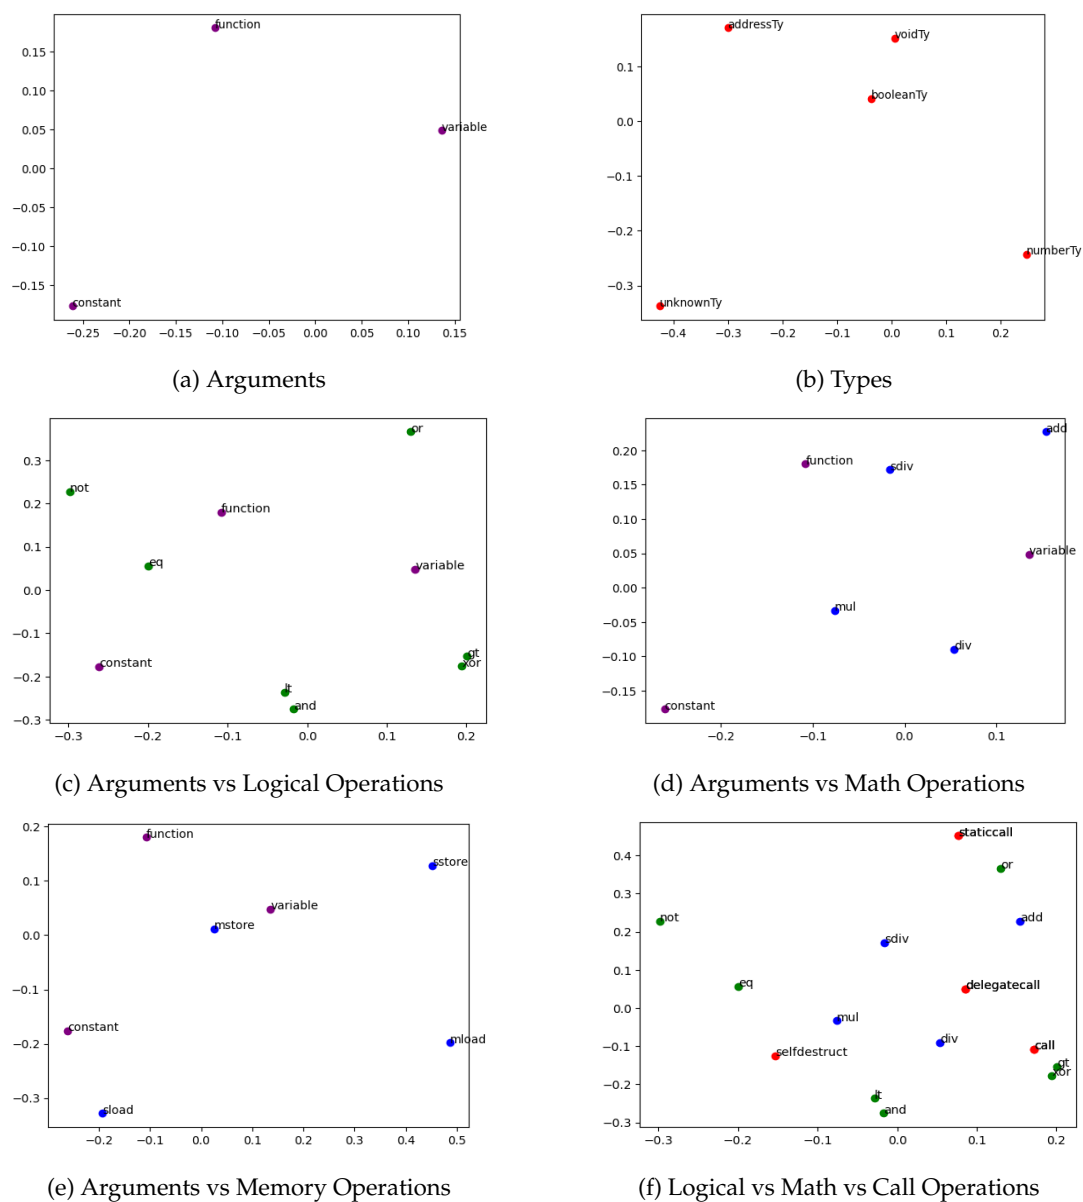 function
variable
constant
0.15
0.10
0.05
0.00
−0.05
−0.10
−0.15
−0.25 −0.20 −0.15 −0.10 −0.05 0.00 0.05 0.10 0.15
(a) Arguments
addressTy
voidTy
booleanTy
numberTy
unknownTy
0.1
0.0
−0.1
−0.2
−0.3
−0.4 −0.3 −0.2 −0.1 0.0 0.1 0.2
(b) Types
or
not
function
eq
variable
constant
gt
xor
lt
and
0.3
0.2
0.1
0.0
−0.1
−0.2
−0.3
−0.3 −0.2 −0.1 0.0 0.1 0.2
(c) Arguments vs Logical Operations
add
function
sdiv
variable
mul
div
constant
0.20
0.15
0.10
0.05
0.00
−0.05
−0.10
−0.15
−0.2 −0.1 0.0 0.1
(d) Arguments vs Math Operations
function
sstore
variable
mstore
constant
mload
sload
0.2
0.1
0.0
−0.1
−0.2
−0.3
−0.2 −0.1 0.0 0.1 0.2 0.3 0.4 0.5
(e) Arguments vs Memory Operations
staticcall
or
not
add
sdiv
eq
delegatecall
mul
div
call
selfdestruct
gt
xor
lt
and
0.4
0.3
0.2
0.1
0.0
−0.1
−0.2
−0.3
−0.3 −0.2 −0.1 0.0 0.1 0.2
(f) Logical vs Math vs Call Operations